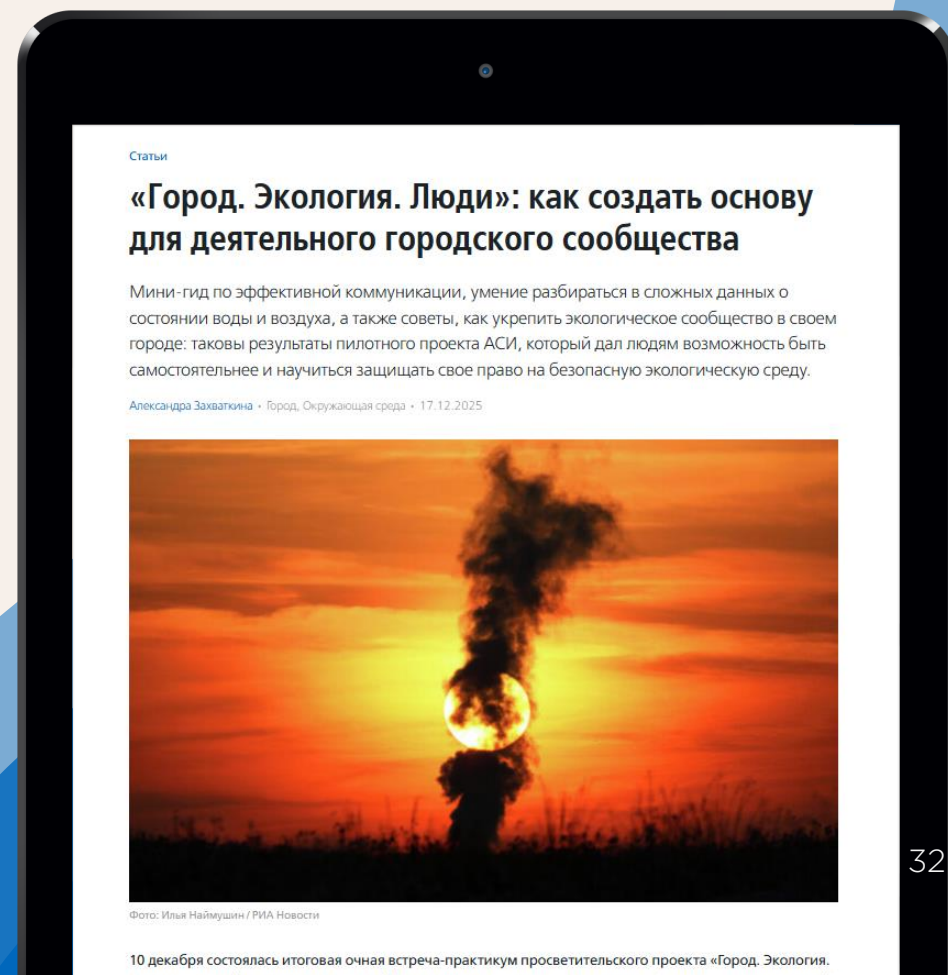 Статьи
«Город. Экология. Люди»: как создать основу
для деятельного городского сообщества
Мини-гид по эффективной коммуникации, умение разбираться в сложных данных о
состоянии воды и воздуха, а также советы, как укрепить экологическое сообщество в своем
городе: таковы результаты пилотного проекта АСИ, который дал людям возможность быть
самостоятельнее и научиться защищать свое право на безопасную экологическую среду.
Александра Захваткина • Город, Окружающая среда • 17.12.2025
32
Фото: Илья Наймушин / РИА Новости
10 декабря состоялась итоговая очная встреча-практикум просветительского проекта «Город. Экология.